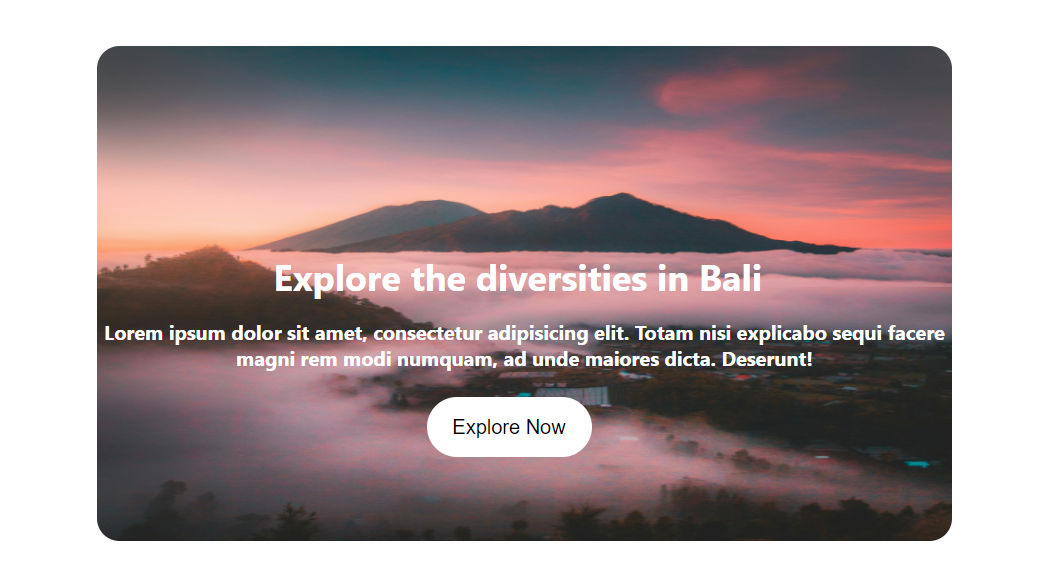 Explore the diversities in Bali
Lorem ipsum dolor sit amet, consectetur adipisicing elit. Totam nisi explicabo sequi facere
magni rem modi numquam, ad unde maiores dicta. Deserunt!
Explore Now